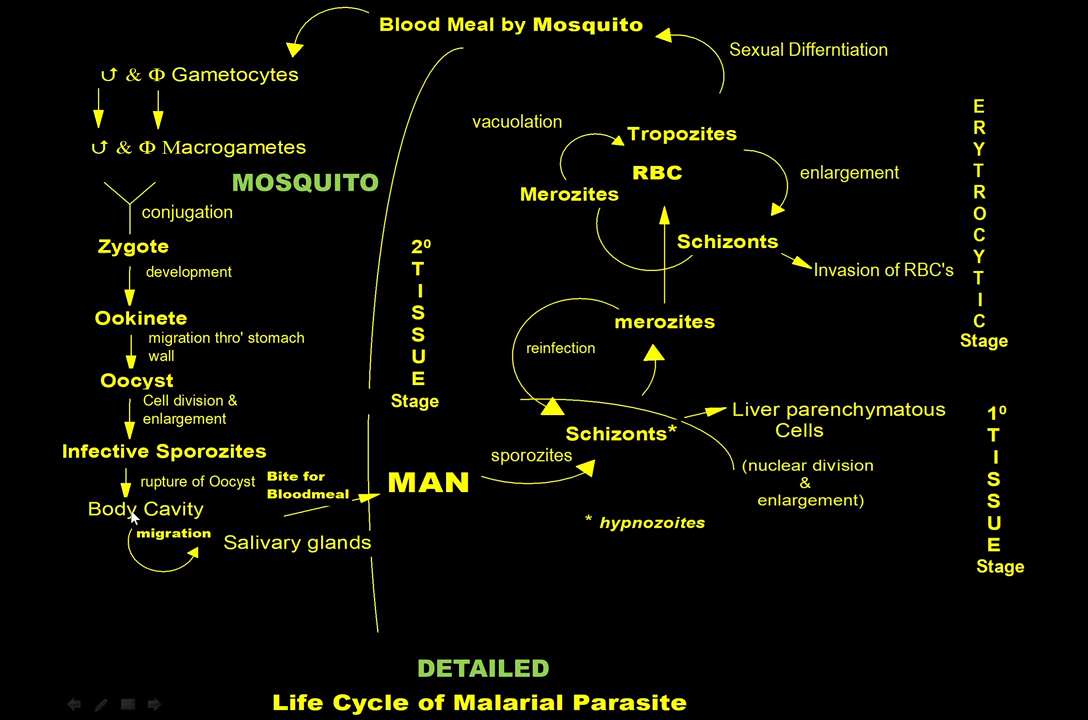 Blood Meal by Mosquito
Sexual Differntiation
& Φ Gametocytes
& Φ Macrogametes
MOSQUITO
conjugation
Zygote
development
Ookinete
migration thro' stomach
wall
Oocyst
Cell division &
enlargement
Infective Sporozites
rupture of Oocyst
Body Cavity
migration
Salivary glands
Bite for
Bloodmeal
MAN
2⁰
T
I
S
S
U
E
Stage
vacuolation
Tropozites
RBC
Merozites
enlargement
Schizonts
Invasion of RBC's
merozites
reinfection
Schizonts*
sporozites
Liver parenchymatous
Cells
(nuclear division
&
enlargement)
* hypnozoites
E
R
Y
T
R
O
C
Y
T
I
C
Stage
1⁰
T
I
S
S
U
E
Stage
DETAILED
Life Cycle of Malarial Parasite